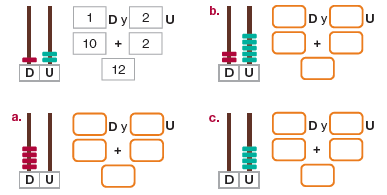 1 D y 2 U
10 + 2
12
D U
b.
D y U
+
D U
a.
D y U
+
D U
c.
D y U
+
D U